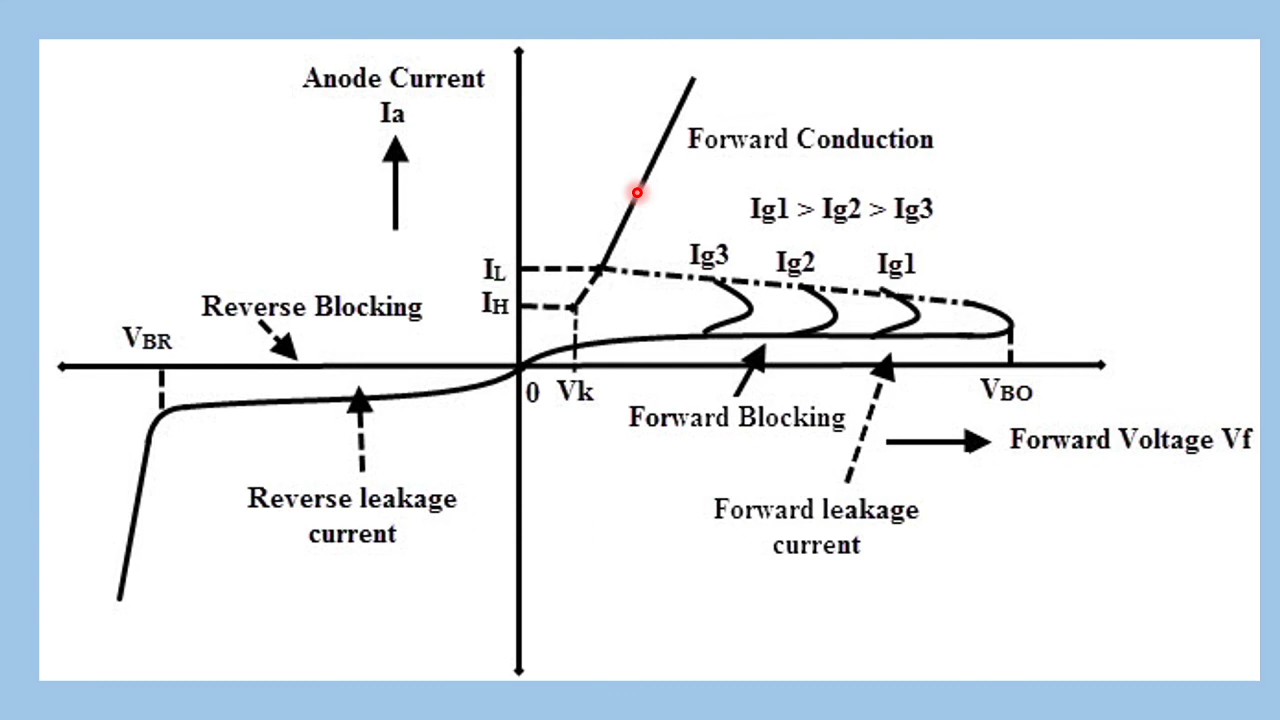 Anode Current
Ia
Forward Conduction
Ig1 > Ig2 > Ig3
Ig3
Ig2
Ig1
IL
IH
Reverse Blocking
VBR
0
Vk
VBO
Forward Blocking
Forward Voltage Vf
Reverse leakage
current
Forward leakage
current